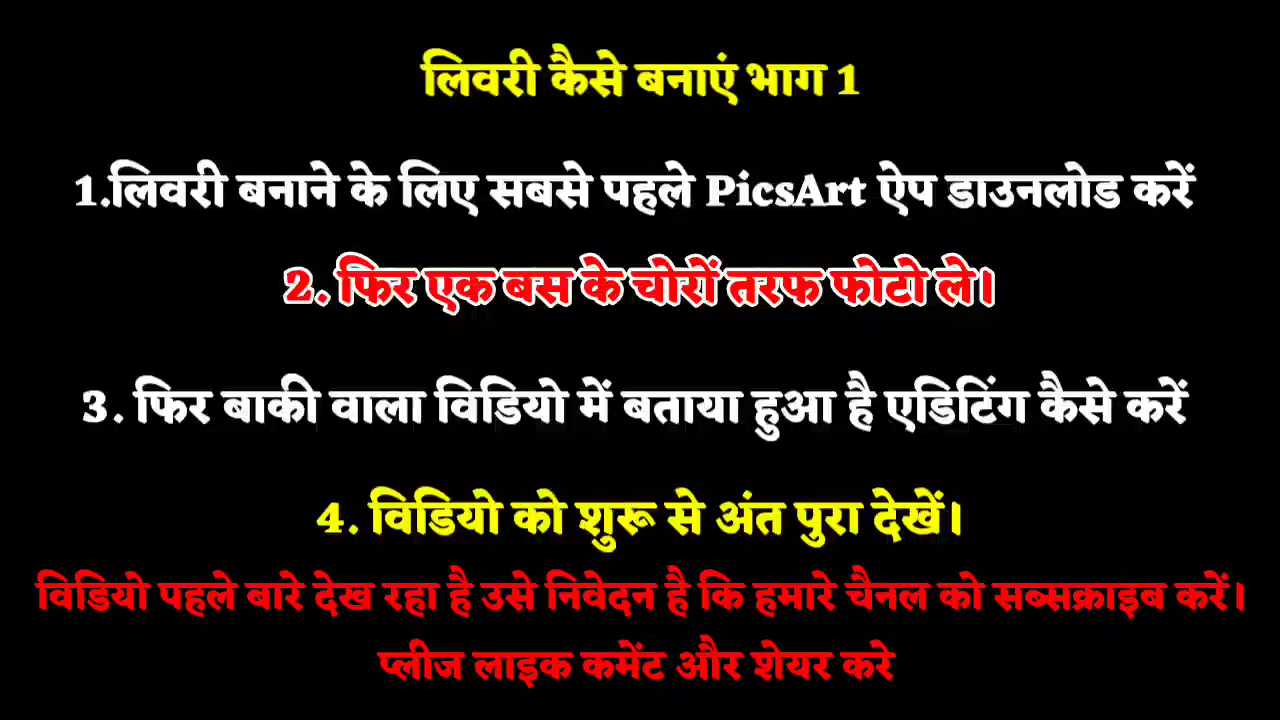 लिवरी कैसे बनाएं भाग 1
1.लिवरी बनाने के लिए सबसे पहले PicsArt ऐप डाउनलोड करें
2. फिर एक बस के चोरों तरफ फोटो ले।
3. फिर बाकी वाला विडियो में बताया हुआ है एडिटिंग कैसे करें
4. विडियो को शुरू से अंत पुरा देखें।
विडियो पहले बारे देख रहा है उसे निवेदन है कि हमारे चैनल को सब्सक्राइब करें।
प्लीज लाइक कमेंट और शेयर करे